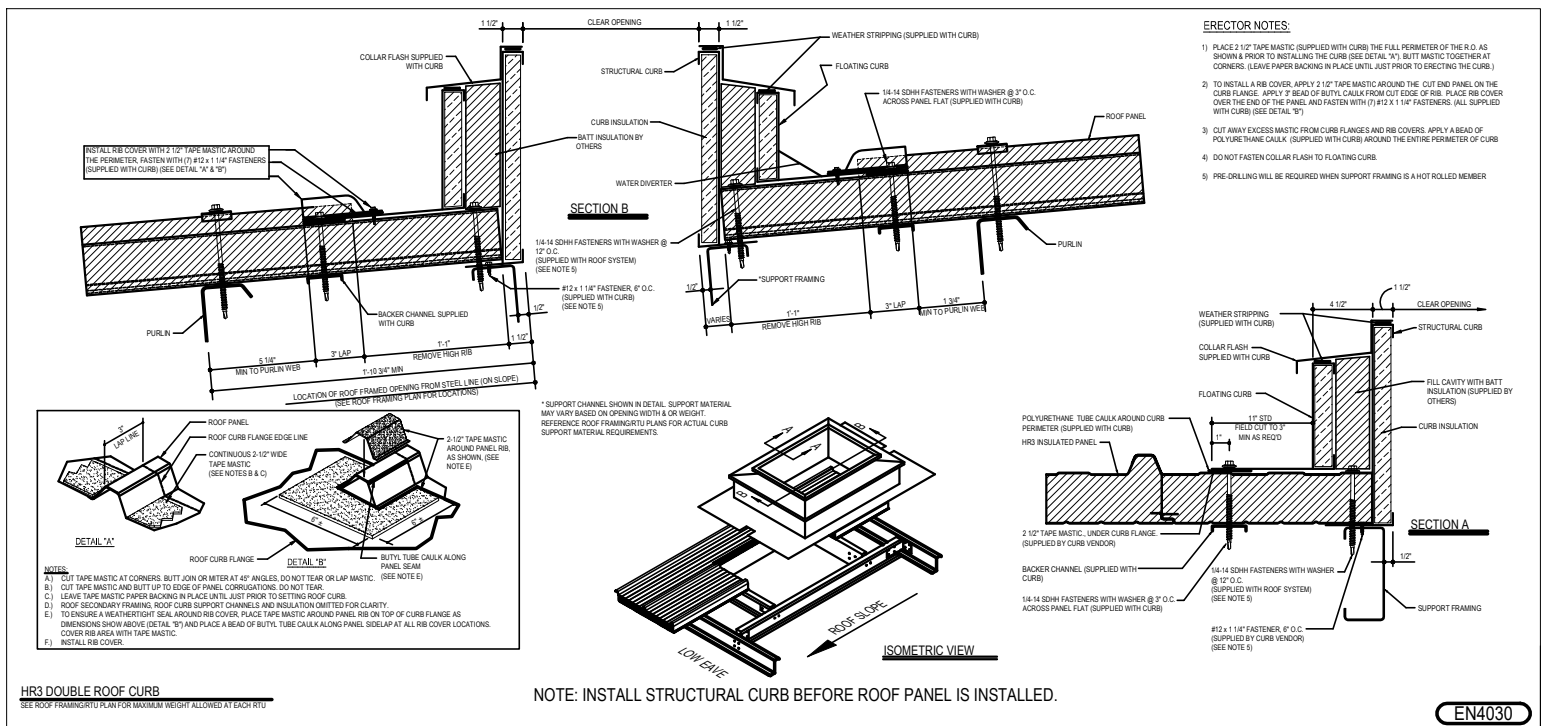 1 1/2"
CLEAR OPENING
1 1/2"
COLLAR FLASH SUPPLIED
WITH CURB
STRUCTURAL CURB
WEATHER STRIPPING (SUPPLIED WITH CURB)
FLOATING CURB
1/4-14 SDHH FASTENERS WITH WASHER @ 3" O.C.
ACROSS PANEL FLAT (SUPPLIED WITH CURB)
ROOF PANEL
CURB INSULATION
BATT INSULATION BY
OTHERS
INSTALL RIB COVER WITH 2 1/2" TAPE MASTIC AROUND
THE PERIMETER, FASTEN WITH (7) #12 x 1 1/4" FASTENERS
(SUPPLIED WITH CURB) (SEE DETAIL "A" & "B")
WATER DIVERTER
SECTION B
1/4-14 SDHH FASTENERS WITH WASHER @
12" O.C.
(SUPPLIED WITH ROOF SYSTEM)
(SEE NOTE 5)
PURLIN
*SUPPORT FRAMING
#12 x 1 1/4" FASTENER, 6" O.C.
(SUPPLIED WITH CURB)
(SEE NOTE 5)
1/2"
1/2"
BACKER CHANNEL SUPPLIED
WITH CURB
PURLIN
VARIES
1'-1"
REMOVE HIGH RIB
3" LAP
1 3/4"
MIN TO PURLIN WEB
5 1/4"
MIN TO PURLIN WEB
3" LAP
1'-1"
REMOVE HIGH RIB
1 1/2"
1'-10 3/4" MIN
LOCATION OF ROOF FRAMED OPENING FROM STEEL LINE (ON SLOPE)
(SEE ROOF FRAMING PLAN FOR LOCATIONS)
ERECTOR NOTES:
1) PLACE 2 1/2" TAPE MASTIC (SUPPLIED WITH CURB) THE FULL PERIMETER OF THE R.O. AS
SHOWN & PRIOR TO INSTALLING THE CURB (SEE DETAIL "A"). BUTT MASTIC TOGETHER AT
CORNERS. (LEAVE PAPER BACKING IN PLACE UNTIL JUST PRIOR TO ERECTING THE CURB.)
2) TO INSTALL A RIB COVER, APPLY 2 1/2" TAPE MASTIC AROUND THE CUT END PANEL ON THE
CURB FLANGE. APPLY 3" BEAD OF BUTYL CAULK FROM CUT EDGE OF RIB. PLACE RIB COVER
OVER THE END OF THE PANEL AND FASTEN WITH (7) #12 X 1 1/4" FASTENERS. (ALL SUPPLIED
WITH CURB) (SEE DETAIL "B")
3) CUT AWAY EXCESS MASTIC FROM CURB FLANGES AND RIB COVERS. APPLY A BEAD OF
POLYURETHANE CAULK (SUPPLIED WITH CURB) AROUND THE ENTIRE PERIMETER OF CURB
4) DO NOT FASTEN COLLAR FLASH TO FLOATING CURB.
5) PRE-DRILLING WILL BE REQUIRED WHEN SUPPORT FRAMING IS A HOT ROLLED MEMBER
* SUPPORT CHANNEL SHOWN IN DETAIL. SUPPORT MATERIAL
MAY VARY BASED ON OPENING WIDTH & OR WEIGHT.
REFERENCE ROOF FRAMING/RTU PLANS FOR ACTUAL CURB
SUPPORT MATERIAL REQUIREMENTS.
3"
LAP LINE
ROOF PANEL
ROOF CURB FLANGE EDGE LINE
CONTINUOUS 2-1/2" WIDE
TAPE MASTIC
(SEE NOTES B & C)
DETAIL "A"
2-1/2" TAPE MASTIC
AROUND PANEL RIB,
AS SHOWN, (SEE
NOTE E)
6" ±
6" ±
ROOF CURB FLANGE
DETAIL "B"
BUTYL TUBE CAULK ALONG
PANEL SEAM
(SEE NOTE E)
NOTES:
A.) CUT TAPE MASTIC AT CORNERS. BUTT JOIN OR MITER AT 45° ANGLES, DO NOT TEAR OR LAP MASTIC.
B.) CUT TAPE MASTIC AND BUTT UP TO EDGE OF PANEL CORRUGATIONS. DO NOT TEAR.
C.) LEAVE TAPE MASTIC PAPER BACKING IN PLACE UNTIL JUST PRIOR TO SETTING ROOF CURB.
D.) ROOF SECONDARY FRAMING, ROOF CURB SUPPORT CHANNELS AND INSULATION OMITTED FOR CLARITY.
E.) TO ENSURE A WEATHERTIGHT SEAL AROUND RIB COVER, PLACE TAPE MASTIC AROUND PANEL RIB ON TOP OF CURB FLANGE AS
DIMENSIONS SHOW ABOVE (DETAIL "B") AND PLACE A BEAD OF BUTYL TUBE CAULK ALONG PANEL SIDELAP AT ALL RIB COVER LOCATIONS.
COVER RIB AREA WITH TAPE MASTIC.
F.) INSTALL RIB COVER.
A
A
B
B
ROOF SLOPE
LOW EAVE
ISOMETRIC VIEW
4 1/2"
1 1/2"
CLEAR OPENING
WEATHER STRIPPING
(SUPPLIED WITH CURB)
STRUCTURAL CURB
COLLAR FLASH
SUPPLIED WITH CURB
FLOATING CURB
FILL CAVITY WITH BATT
INSULATION (SUPPLIED BY
OTHERS)
POLYURETHANE TUBE CAULK AROUND CURB
PERIMETER (SUPPLIED WITH CURB)
11" STD
FIELD CUT TO 3"
MIN AS REQ'D
1"
CURB INSULATION
HR3 INSULATED PANEL
SECTION A
2 1/2" TAPE MASTIC., UNDER CURB FLANGE.
(SUPPLIED BY CURB VENDOR)
1/2"
BACKER CHANNEL (SUPPLIED WITH
CURB)
1/4-14 SDHH FASTENERS WITH WASHER
@ 12" O.C.
(SUPPLIED WITH ROOF SYSTEM)
(SEE NOTE 5)
1/4-14 SDHH FASTENERS WITH WASHER @ 3" O.C.
ACROSS PANEL FLAT (SUPPLIED WITH CURB)
SUPPORT FRAMING
#12 x 1 1/4" FASTENER, 6" O.C.
(SUPPLIED BY CURB VENDOR)
(SEE NOTE 5)
HR3 DOUBLE ROOF CURB
SEE ROOF FRAMING/RTU PLAN FOR MAXIMUM WEIGHT ALLOWED AT EACH RTU
NOTE: INSTALL STRUCTURAL CURB BEFORE ROOF PANEL IS INSTALLED.
EN4030